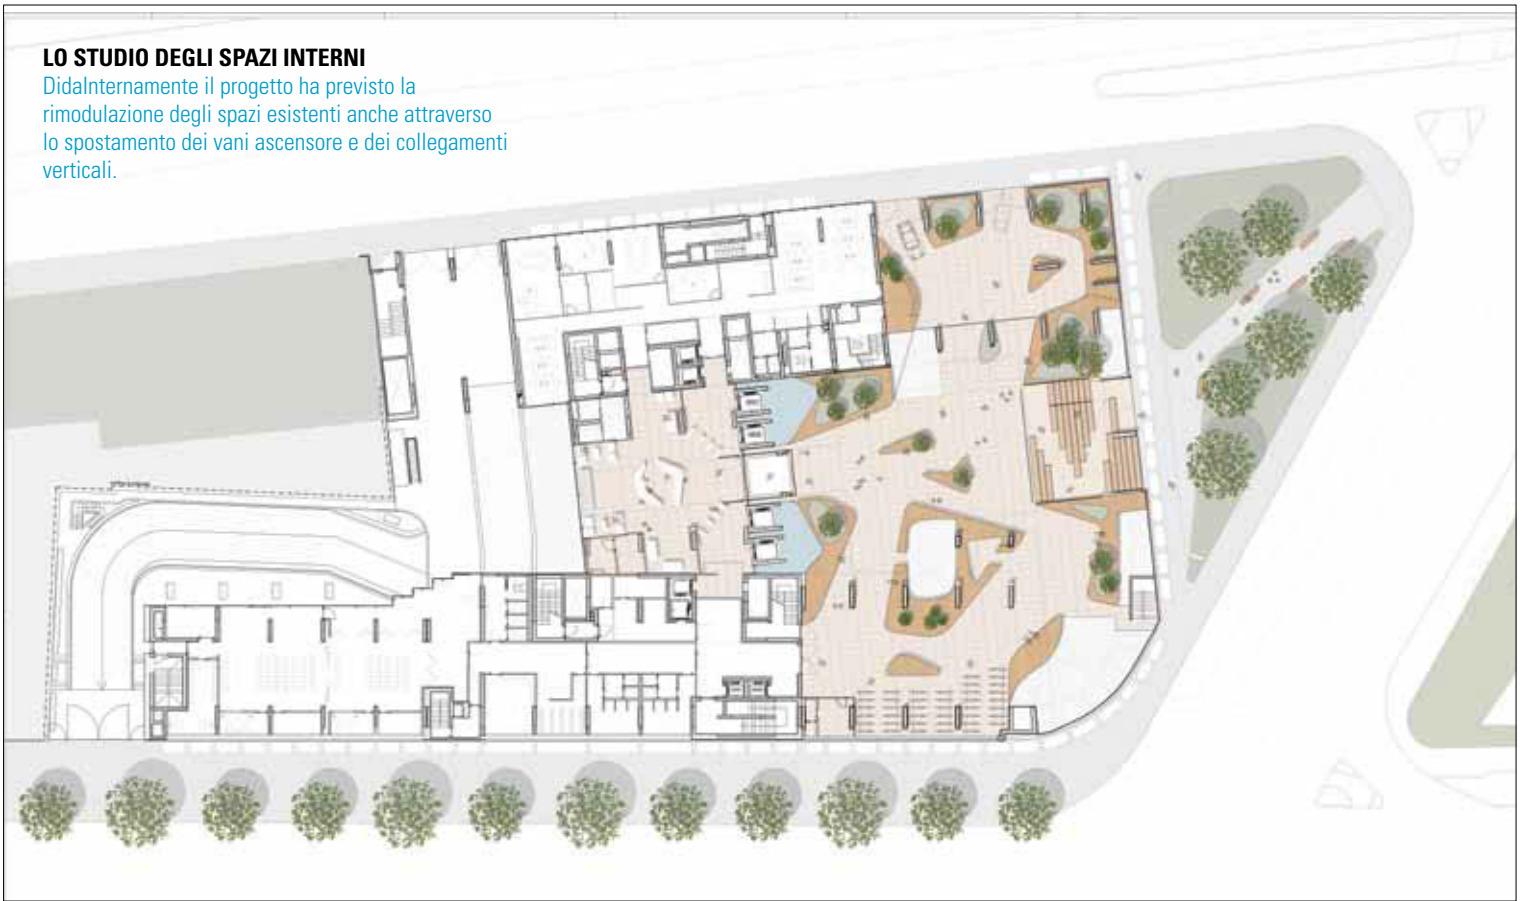 LO STUDIO DEGLI SPAZI INTERNI
DidaInternamente il progetto ha previsto la
rimodulazione degli spazi esistenti anche attraverso
lo spostamento dei vani ascensore e dei collegamenti
verticali.